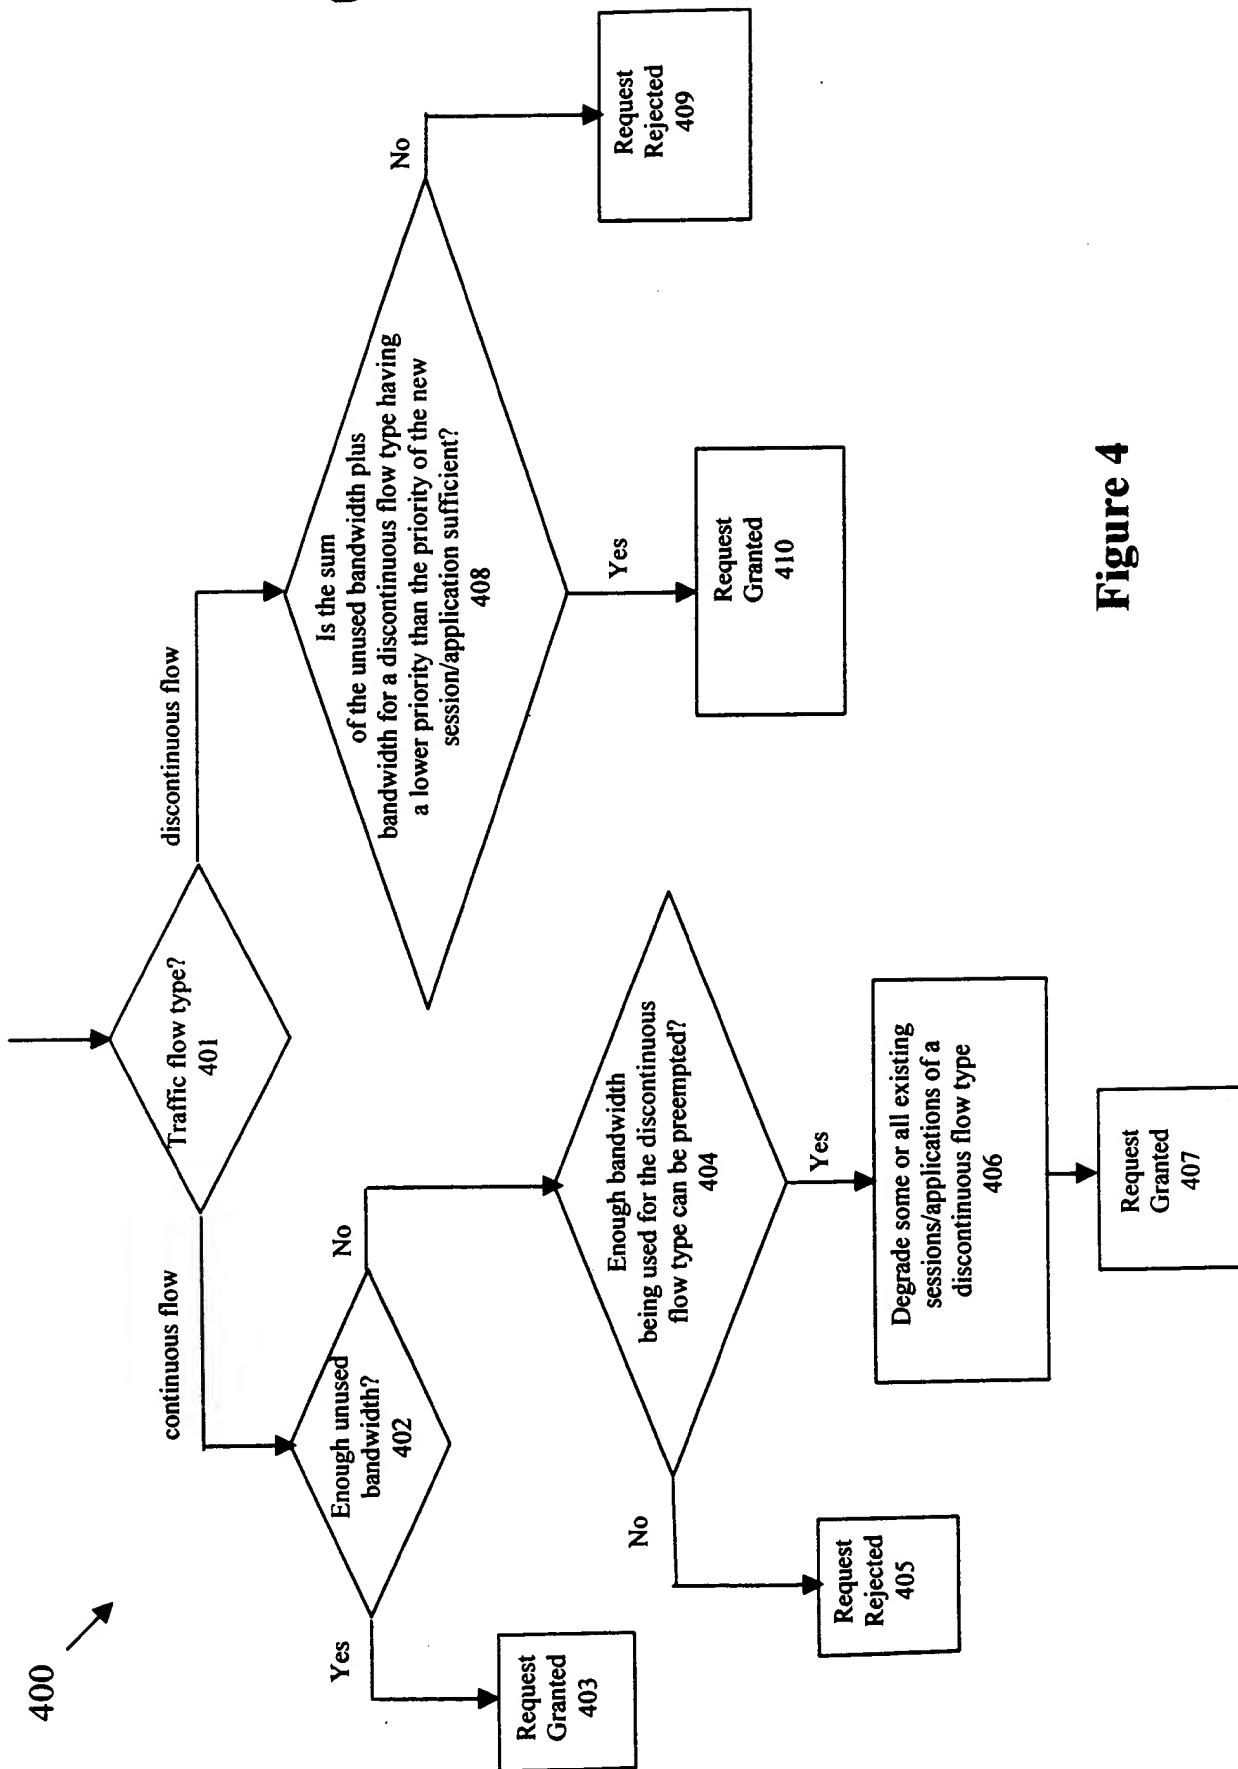 400
Traffic flow type?
401
continuous flow
discontinuous flow
Enough unused
bandwidth?
402
Yes
No
Request
Granted
403
Enough bandwidth
being used for the discontinuous
flow type can be preempted?
404
No
Yes
Request
Rejected
405
Degrade some or all existing
sessions/applications of a
discontinuous flow type
406
Request
Granted
407
Is the sum
of the unused bandwidth plus
bandwidth for a discontinuous flow type having
a lower priority than the priority of the new
session/application sufficient?
408
No
Yes
Request
Rejected
409
Request
Granted
410
Figure 4